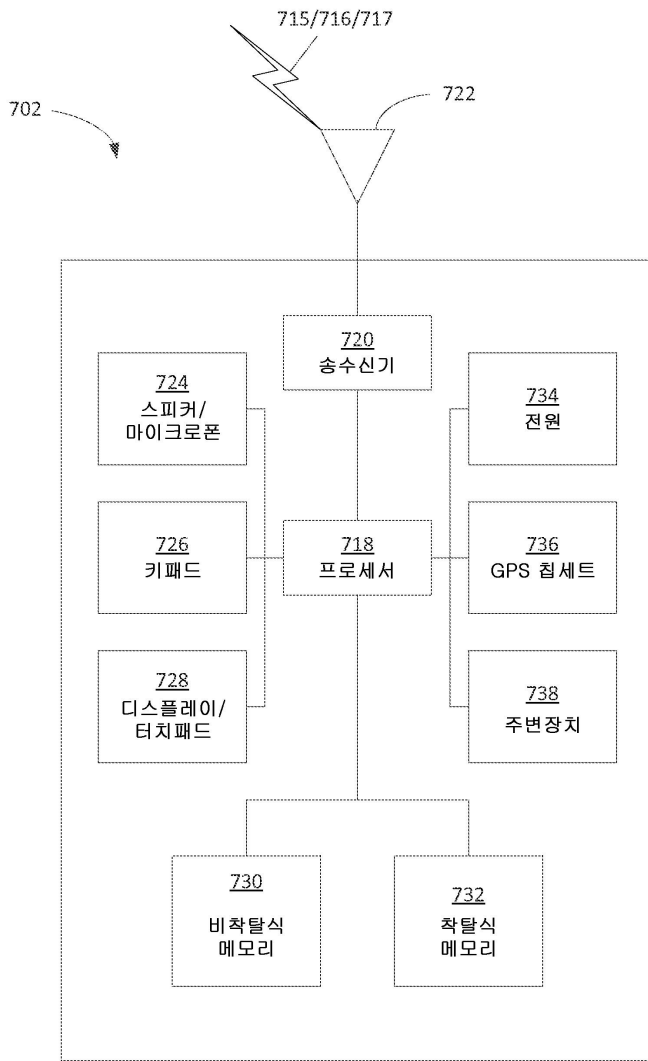 715/716/717
722
702
720
송수신기
724
스피커/
마이크로폰
734
전원
726
키패드
718
프로세서
736
GPS 칩세트
728
디스플레이/
터치패드
738
주변장치
730
비착탈식
메모리
732
착탈식
메모리